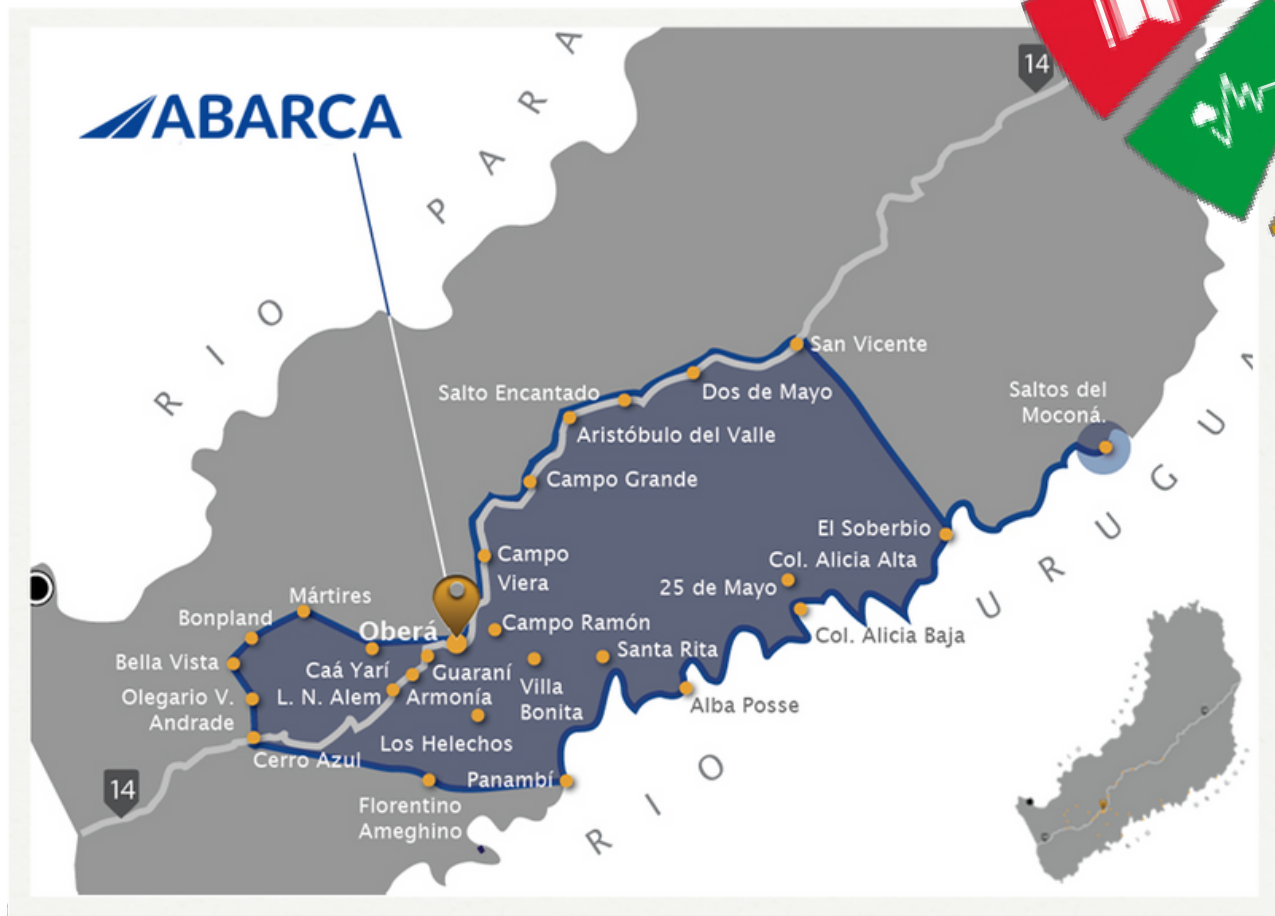 ABARCA
14
RIO PARA
San Vicente
Saltos del
Moconá.
Salto Encantado
Dos de Mayo
Aristóbulo del Valle
Campo Grande
El Soberbio
Campo
Viera
Col. Alicia Alta
25 de Mayo
Mártires
Bonpland
Oberá
Campo Ramón
Col. Alicia Baja
Bella Vista
Caá Yarí
Guaraní
Santa Rita
Olegario V.
Andrade
L. N. Alem
Armonía
Villa
Bonita
Alba Posse
Los Helechos
Cerro Azul
Panambí
14
Florentino
Ameghino
RIO URUGU